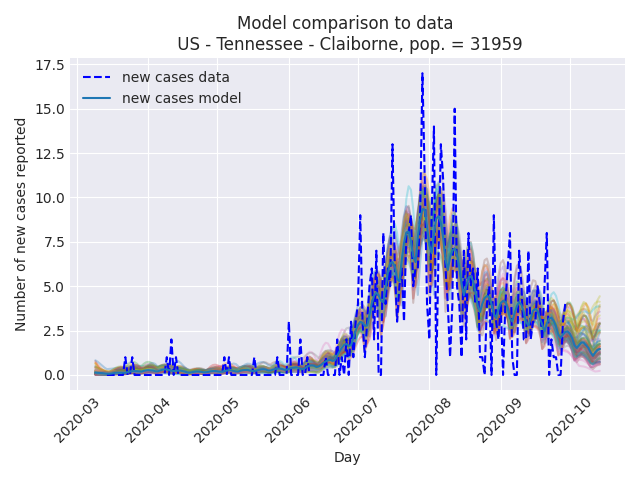 Model comparison to data
US - Tennessee - Claiborne, pop. = 31959
17.5
15.0
12.5
10.0
7.5
5.0
2.5
0.0
Number of new cases reported
new cases data
new cases model
2020-03
2020-04
2020-05
2020-06
2020-07
2020-08
2020-09
2020-10
Day